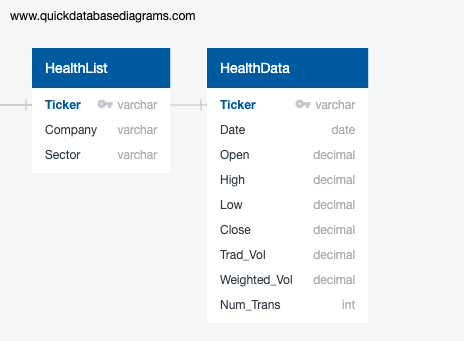 www.quickdatabasediagrams.com
HealthList
Ticker varchar
Company varchar
Sector varchar
HealthData
Ticker varchar
Date date
Open decimal
High decimal
Low decimal
Close decimal
Trad_Vol decimal
Weighted_Vol decimal
Num_Trans int